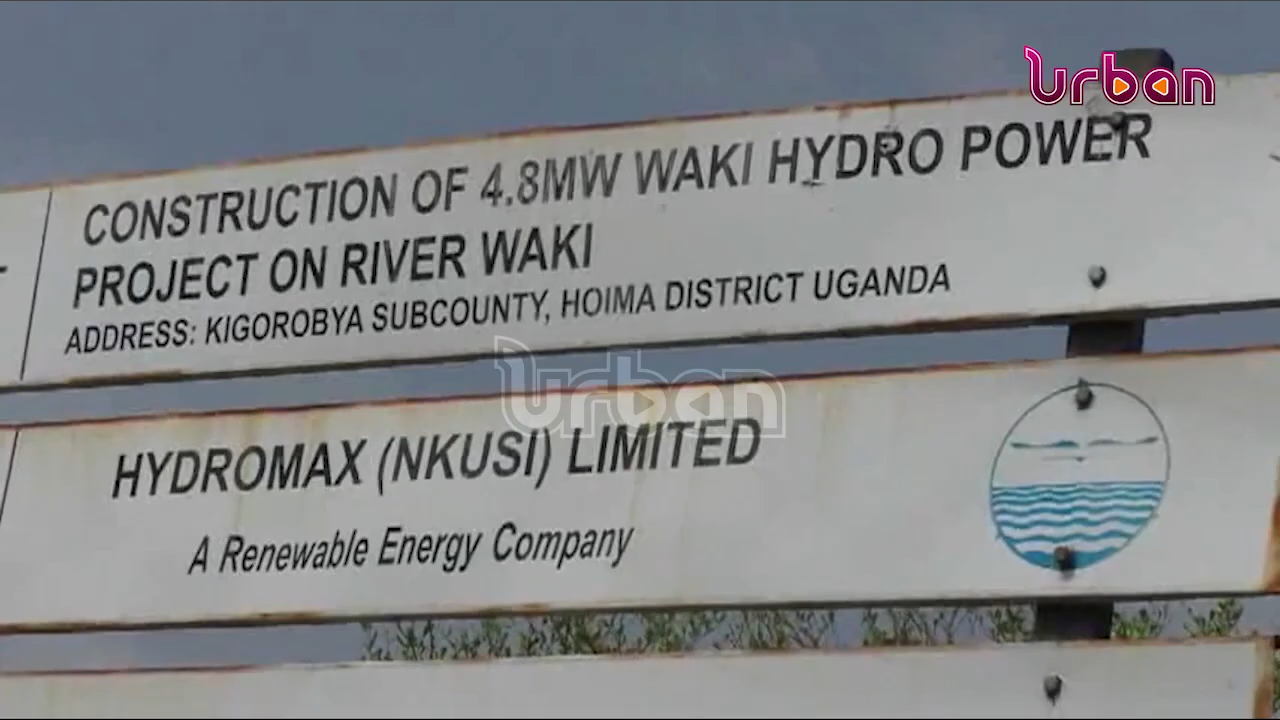 Urban
CONSTRUCTION OF 4.8MW WAKI HYDRO POWER
PROJECT ON RIVER WAKI
ADDRESS: KIGOROBYA SUBCOUNTY, HOIMA DISTRICT UGANDA
Urban
HYDROMAX (NKUSI) LIMITED
A Renewable Energy Company